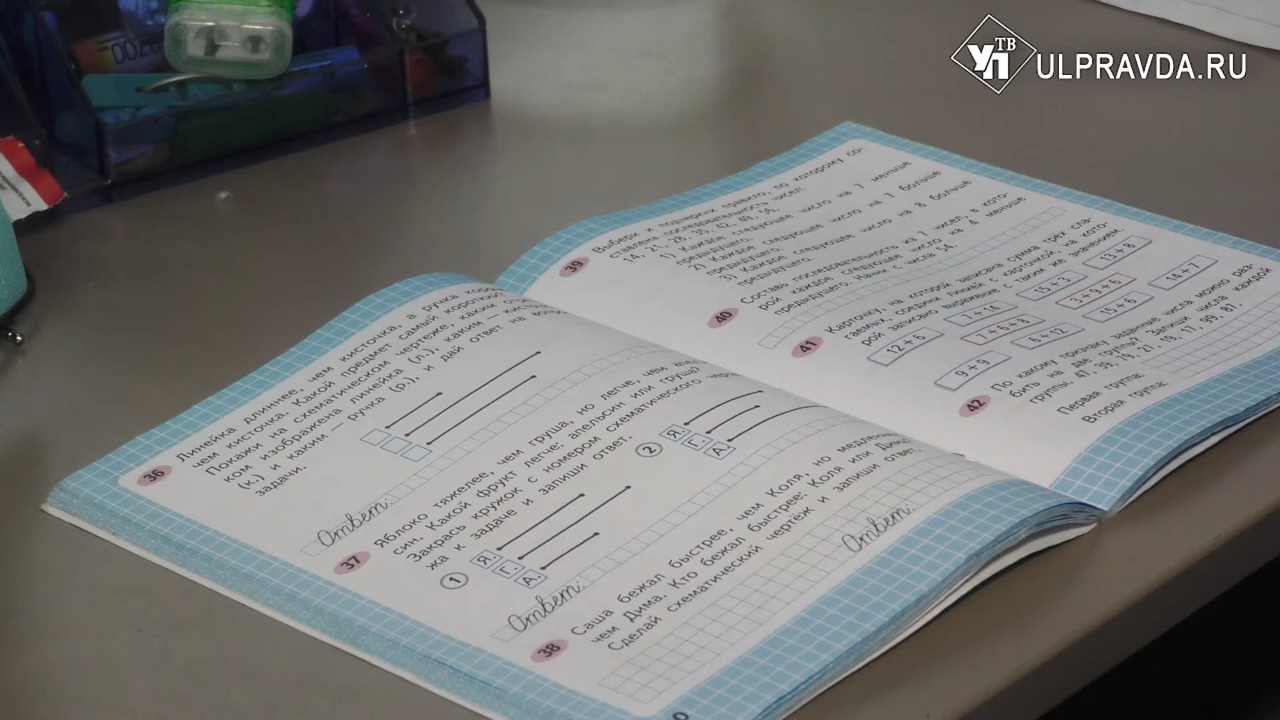 УП ТВ
ULPRAVDA.RU
36
Линейка длиннее, чем кисточка, а ручка
чем кисточка. Какой предмет самый короткий?
Покажи на схематическом чертеже, каким
ком изображена линейка (л.), каким —
(к.) и каким — ручка (р.), и дай ответ на
задачи.
Ответ:
37
Яблоко тяжелее, чем груша, но легче, чем
син. Какой фрукт легче: апельсин или груша?
Закрась кружок с номером схематического
жа к задаче и запиши ответ.
1
Я.
Г.
А.
2
Я.
Г.
А.
Ответ:
38
Саша бежал быстрее, чем Коля, но медленнее,
чем Дима. Кто бежал быстрее: Коля или Дима?
Сделай схематический чертёж и запиши ответ.
Ответ:
39
Выбери и подчеркни правило, по которому со-
ставлена последовательность чисел:
14, 21, 28, 35, 42, 49, 56.
1) Каждое следующее число на 7 меньше
предыдущего.
2) Каждое следующее число на 7 больше
предыдущего.
3) Каждое следующее число на 8 больше
предыдущего.
40
Составь последовательность из 7 чисел, в кото-
рой каждое следующее число на 4 меньше
предыдущего. Начни с числа 54.
41
Карточку, на которой записана сумма трёх сла-
гаемых, соедини линией с карточкой, на кото-
рой записано выражение с таким же значением.
12 + 6
7 + 14
15 + 3
13 + 8
7 + 6 + 5
3 + 9 + 6
9 + 9
6 + 12
15 + 6
14 + 7
42
По какому признаку заданные числа можно раз-
бить на две группы? Запиши числа каждой
группы. 47, 39, 79, 27, 19, 17, 99, 87.
Первая группа:
Вторая группа: